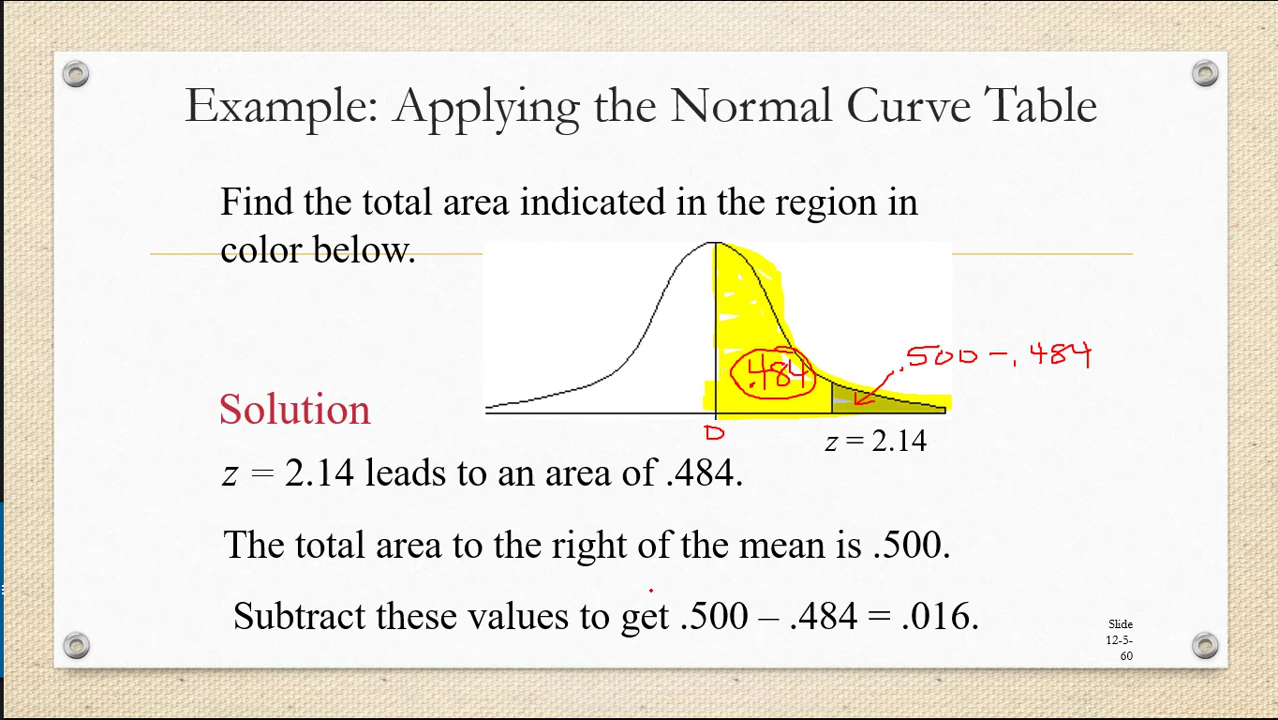 Example: Applying the Normal Curve Table
Find the total area indicated in the region in
color below.
.484
.500 - .484
0
z = 2.14
Solution
z = 2.14 leads to an area of .484.
The total area to the right of the mean is .500.
Subtract these values to get .500 – .484 = .016.
Slide
12-5-
60